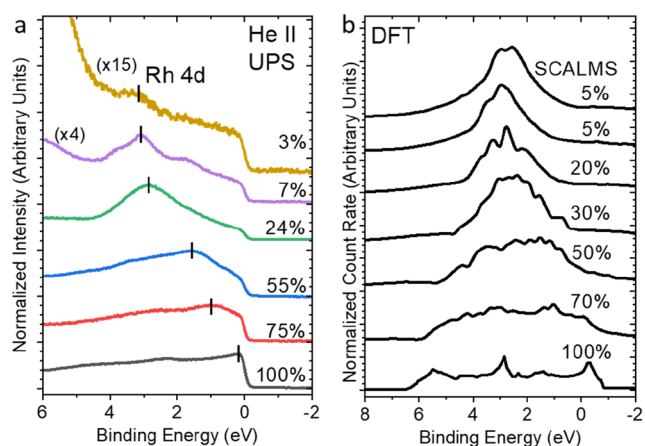 a
He II
UPS
(x15)
Rh 4d
(x4)
3%
7%
24%
55%
75%
100%
Normalized Intensity (Arbitrary Units)
6 4 2 0 -2
Binding Energy (eV)
b
DFT
SCALMS
5%
5%
20%
30%
50%
70%
100%
Normalized Count Rate (Arbitrary Units)
8 6 4 2 0 -2
Binding Energy (eV)